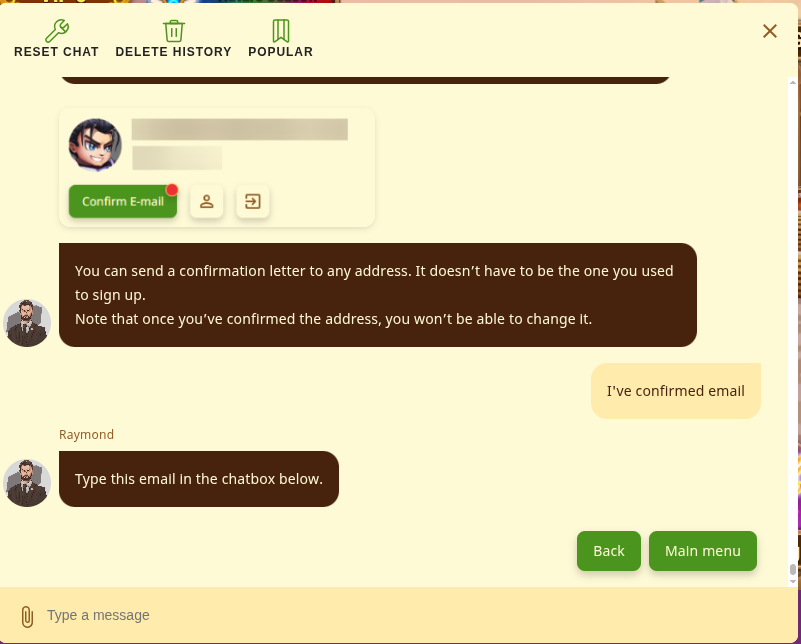 RESET CHAT
DELETE HISTORY
POPULAR
Confirm E-mail
You can send a confirmation letter to any address. It doesn’t have to be the one you used
to sign up.
Note that once you’ve confirmed the address, you won’t be able to change it.
I've confirmed email
Raymond
Type this email in the chatbox below.
Back
Main menu
Type a message